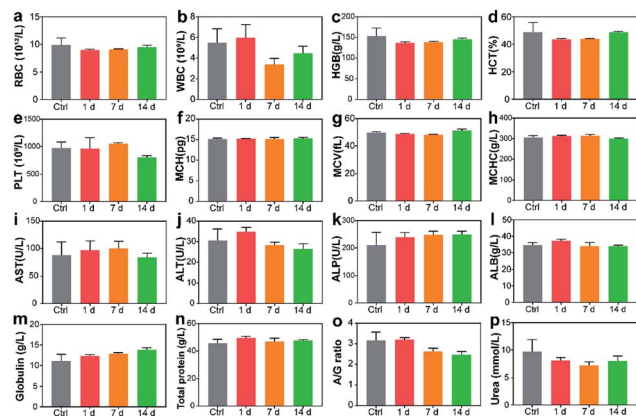 a
RBC (10¹²/L)
15
10
5
0
Ctrl 1 d 7 d 14 d
b
WBC (10⁹/L)
8
6
4
2
0
Ctrl 1 d 7 d 14 d
c
HGB(g/L)
200
150
100
50
0
Ctrl 1 d 7 d 14 d
d
HCT(%)
60
40
20
0
Ctrl 1 d 7 d 14 d
e
PLT (10⁹/L)
1500
1000
500
0
Ctrl 1 d 7 d 14 d
f
MCH(pg)
20
15
10
5
0
Ctrl 1 d 7 d 14 d
g
MCV(fL)
60
40
20
0
Ctrl 1 d 7 d 14 d
h
MCHC(g/L)
400
300
200
100
0
Ctrl 1 d 7 d 14 d
i
AST(U/L)
150
100
50
0
Ctrl 1 d 7 d 14 d
j
ALT(U/L)
40
30
20
10
0
Ctrl 1 d 7 d 14 d
k
ALP(U/L)
300
200
100
0
Ctrl 1 d 7 d 14 d
l
ALB(g/L)
50
40
30
20
10
0
Ctrl 1 d 7 d 14 d
m
Globulin (g/L)
20
15
10
5
0
Ctrl 1 d 7 d 14 d
n
Total protein (g/L)
60
40
20
0
Ctrl 1 d 7 d 14 d
o
A/G ratio
4
3
2
1
0
Ctrl 1 d 7 d 14 d
p
Urea (mmol/L)
15
10
5
0
Ctrl 1 d 7 d 14 d